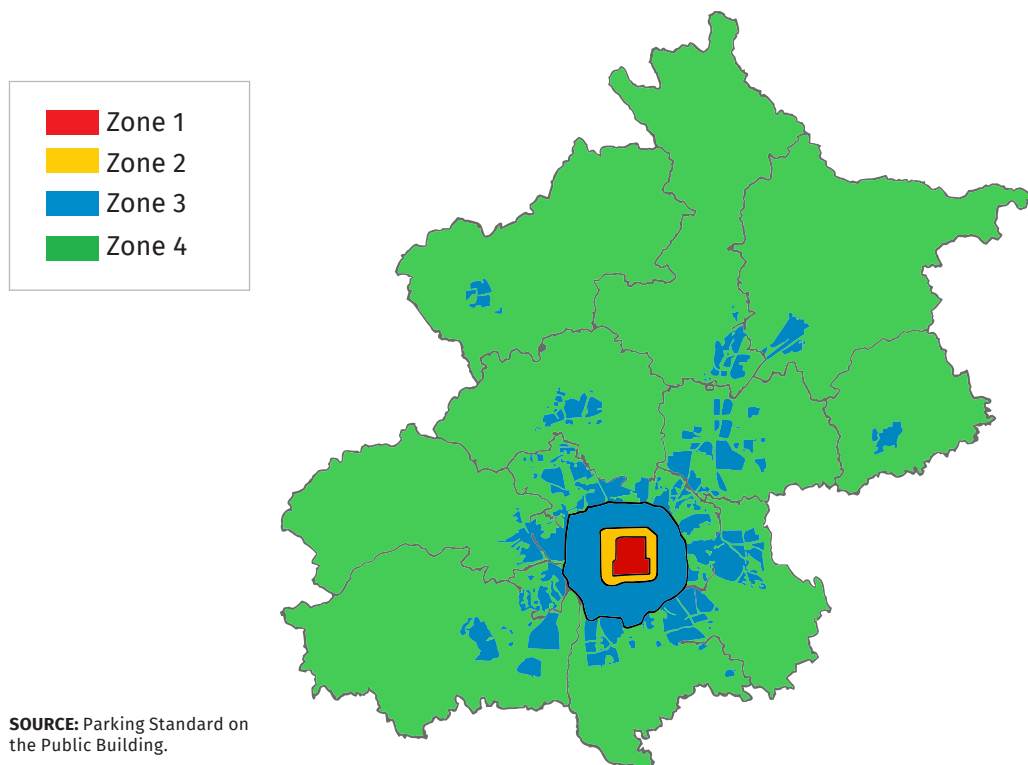 Zone 1
Zone 2
Zone 3
Zone 4
SOURCE: Parking Standard on
the Public Building.